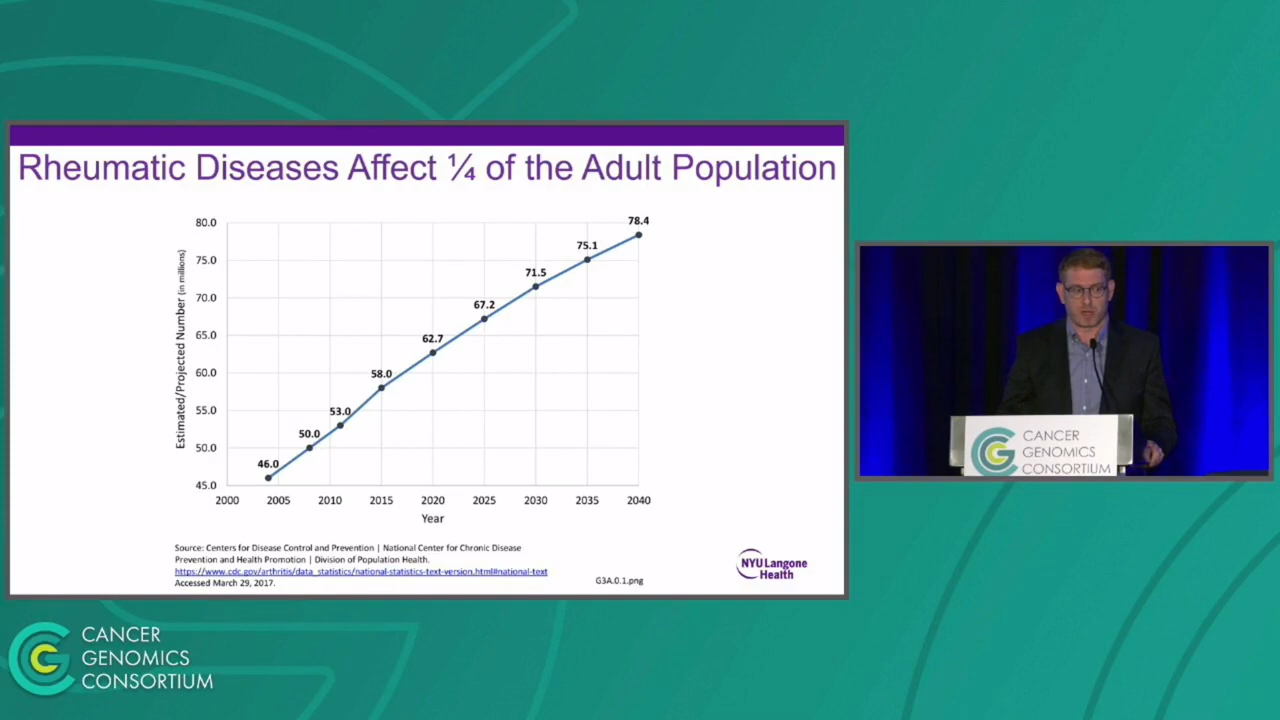 Rheumatic Diseases Affect ¼ of the Adult Population
Estimated/Projected Number (in millions)
80.0
75.0
70.0
65.0
60.0
55.0
50.0
45.0
46.0
50.0
53.0
58.0
62.7
67.2
71.5
75.1
78.4
2000 2005 2010 2015 2020 2025 2030 2035 2040
Year
Source: Centers for Disease Control and Prevention | National Center for Chronic Disease
Prevention and Health Promotion | Division of Population Health.
https://www.cdc.gov/arthritis/data_statistics/national-statistics-text-version.html#national-text
Accessed March 29, 2017.
G3A.0.1.png
NYU Langone
Health
CANCER
GENOMICS
CONSORTIUM
CANCER
GENOMICS
CONSORTIUM